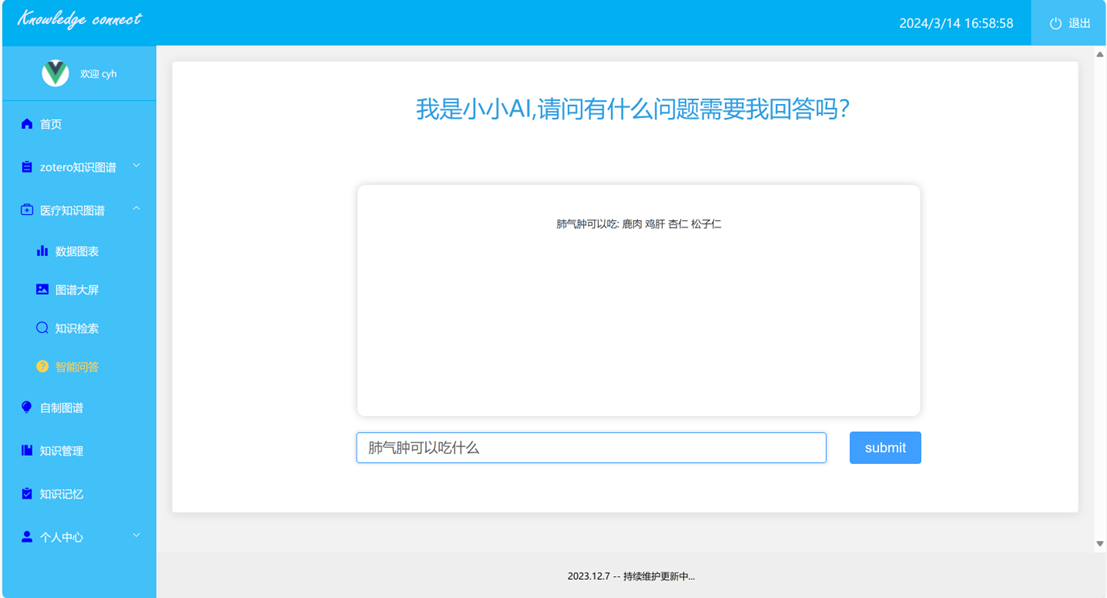 Knowledge connect
2024/3/14 16:58:58
退出
欢迎 cyh
首页
zotero知识图谱
医疗知识图谱
数据图表
图谱大屏
知识检索
智能问答
自制图谱
知识管理
知识记忆
个人中心
我是小小AI,请问有什么问题需要我回答吗?
肺气肿可以吃: 鹿肉 鸡肝 杏仁 松子仁
肺气肿可以吃什么
submit
2023.12.7 -- 持续维护更新中...